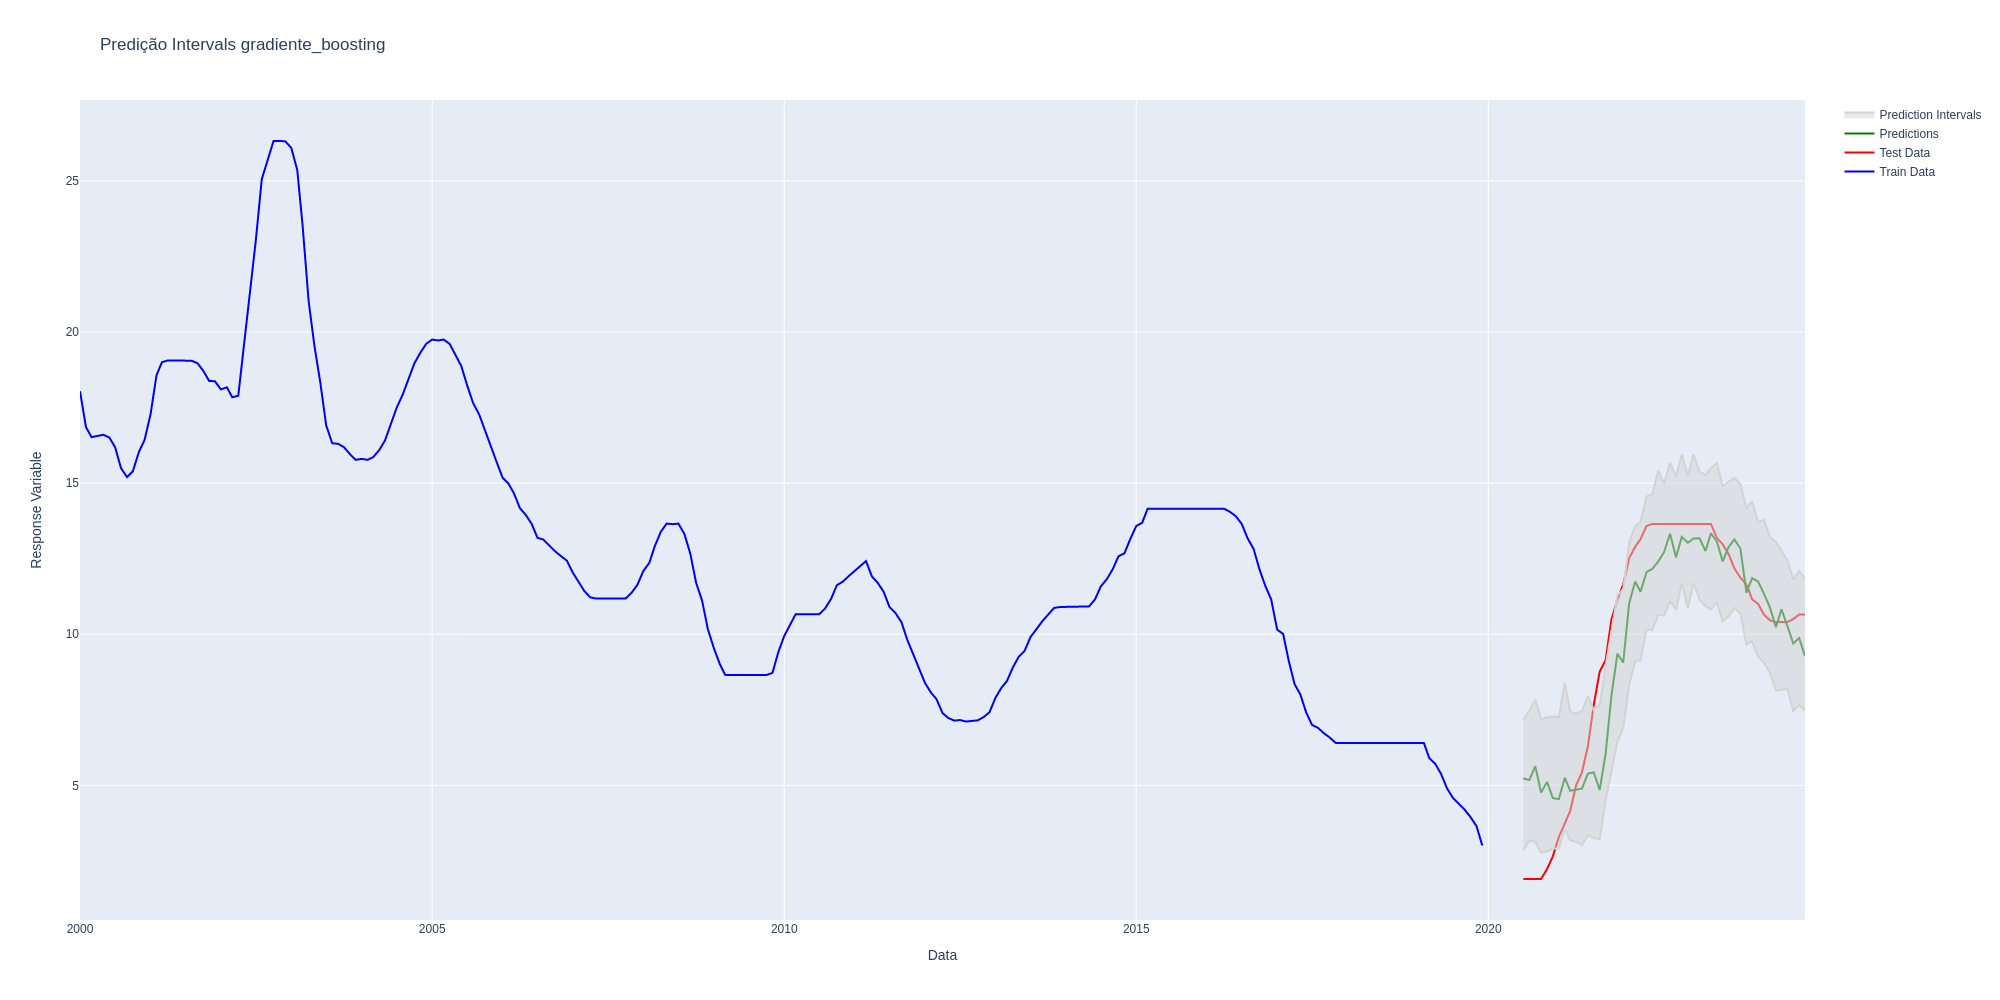 Predição Intervals gradiente_boosting
Prediction Intervals
Predictions
Test Data
Train Data
Response Variable
25
20
15
10
5
2000
2005
2010
2015
2020
Data